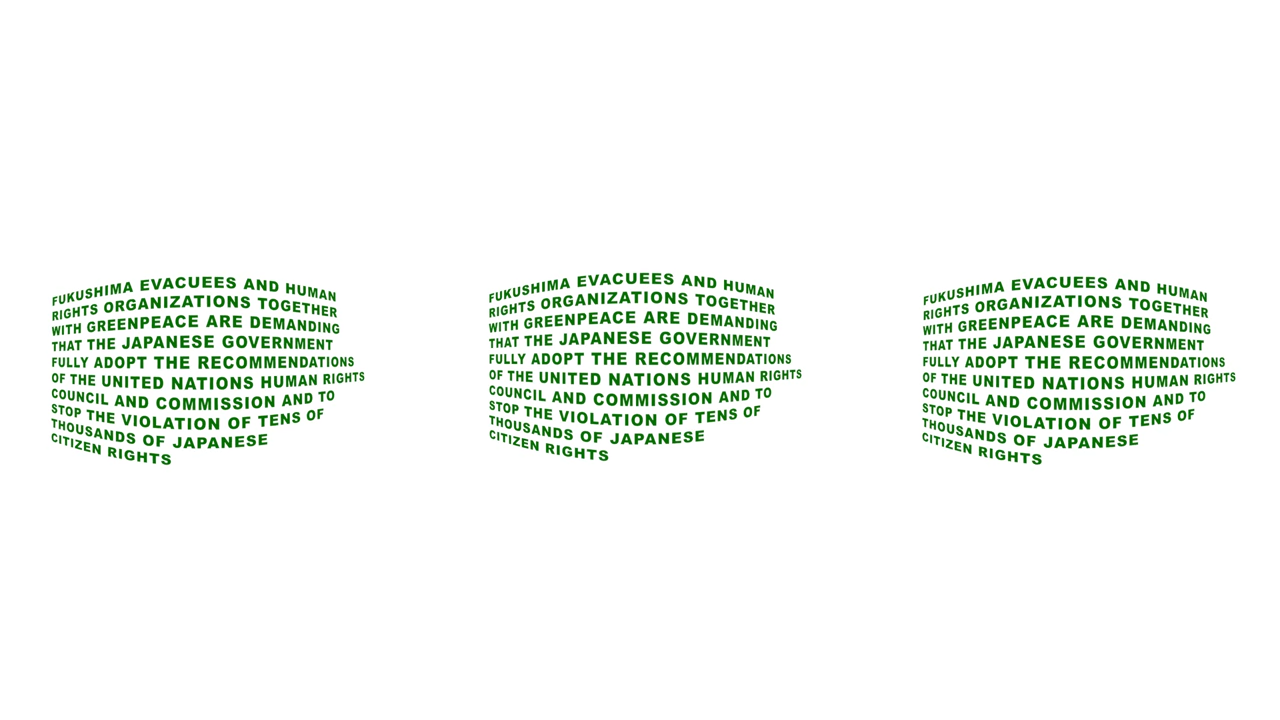 FUKUSHIMA EVACUEES AND HUMAN
RIGHTS ORGANIZATIONS TOGETHER
WITH GREENPEACE ARE DEMANDING
THAT THE JAPANESE GOVERNMENT
FULLY ADOPT THE RECOMMENDATIONS
OF THE UNITED NATIONS HUMAN RIGHTS
COUNCIL AND COMMISSION AND TO
STOP THE VIOLATION OF TENS OF
THOUSANDS OF JAPANESE
CITIZEN RIGHTS
FUKUSHIMA EVACUEES AND HUMAN
RIGHTS ORGANIZATIONS TOGETHER
WITH GREENPEACE ARE DEMANDING
THAT THE JAPANESE GOVERNMENT
FULLY ADOPT THE RECOMMENDATIONS
OF THE UNITED NATIONS HUMAN RIGHTS
COUNCIL AND COMMISSION AND TO
STOP THE VIOLATION OF TENS OF
THOUSANDS OF JAPANESE
CITIZEN RIGHTS
FUKUSHIMA EVACUEES AND HUMAN
RIGHTS ORGANIZATIONS TOGETHER
WITH GREENPEACE ARE DEMANDING
THAT THE JAPANESE GOVERNMENT
FULLY ADOPT THE RECOMMENDATIONS
OF THE UNITED NATIONS HUMAN RIGHTS
COUNCIL AND COMMISSION AND TO
STOP THE VIOLATION OF TENS OF
THOUSANDS OF JAPANESE
CITIZEN RIGHTS